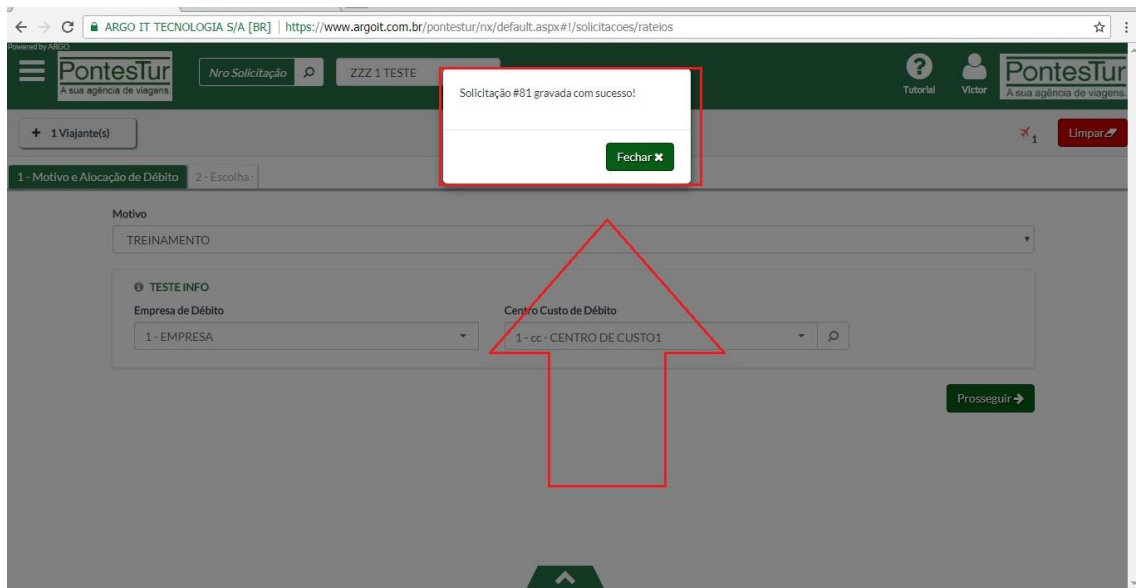 ARGO IT TECNOLOGIA S/A [BR] | https://www.argoit.com.br/pontestur/nx/default.aspx#!/solicitacoes/rateios
Powered by ARGO
PontesTur
A sua agência de viagens.
Nro Solicitação
ZZZ 1 TESTE
Tutorial
Victor
PontesTur
A sua agência de viagens.
Solicitação #81 gravada com sucesso!
Fechar
+ 1 Viajante(s)
1
Limpar
1 - Motivo e Alocação de Débito
2 - Escolha
Motivo
TREINAMENTO
TESTE INFO
Empresa de Débito
Centro Custo de Débito
1 - EMPRESA
1 - cc - CENTRO DE CUSTO1
Prosseguir